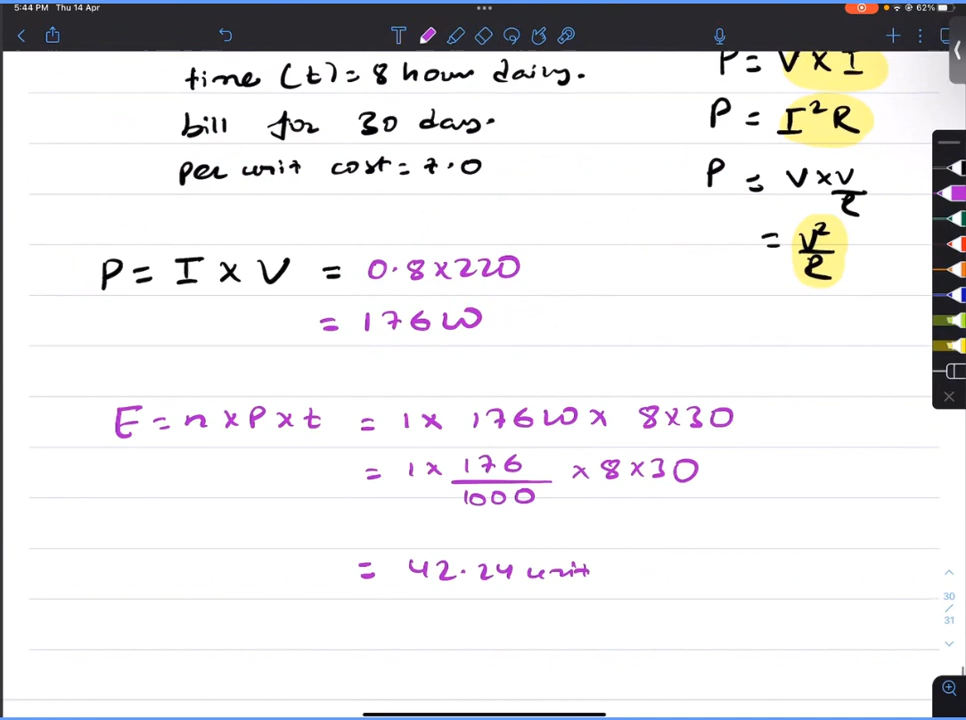 5:44 PM Thu 14 Apr
62%
time (t) = 8 hour daily.
bill for 30 day.
per unit cost = 7.0
P = V X I
P = I²R
P = V x V/R
= V²/R
P = I X V = 0.8 x 220
= 176 W
E = n x P x t = 1 x 176 W x 8 x 30
= 1 x 176/1000 x 8 x 30
= 42.24 unit
30
/
31